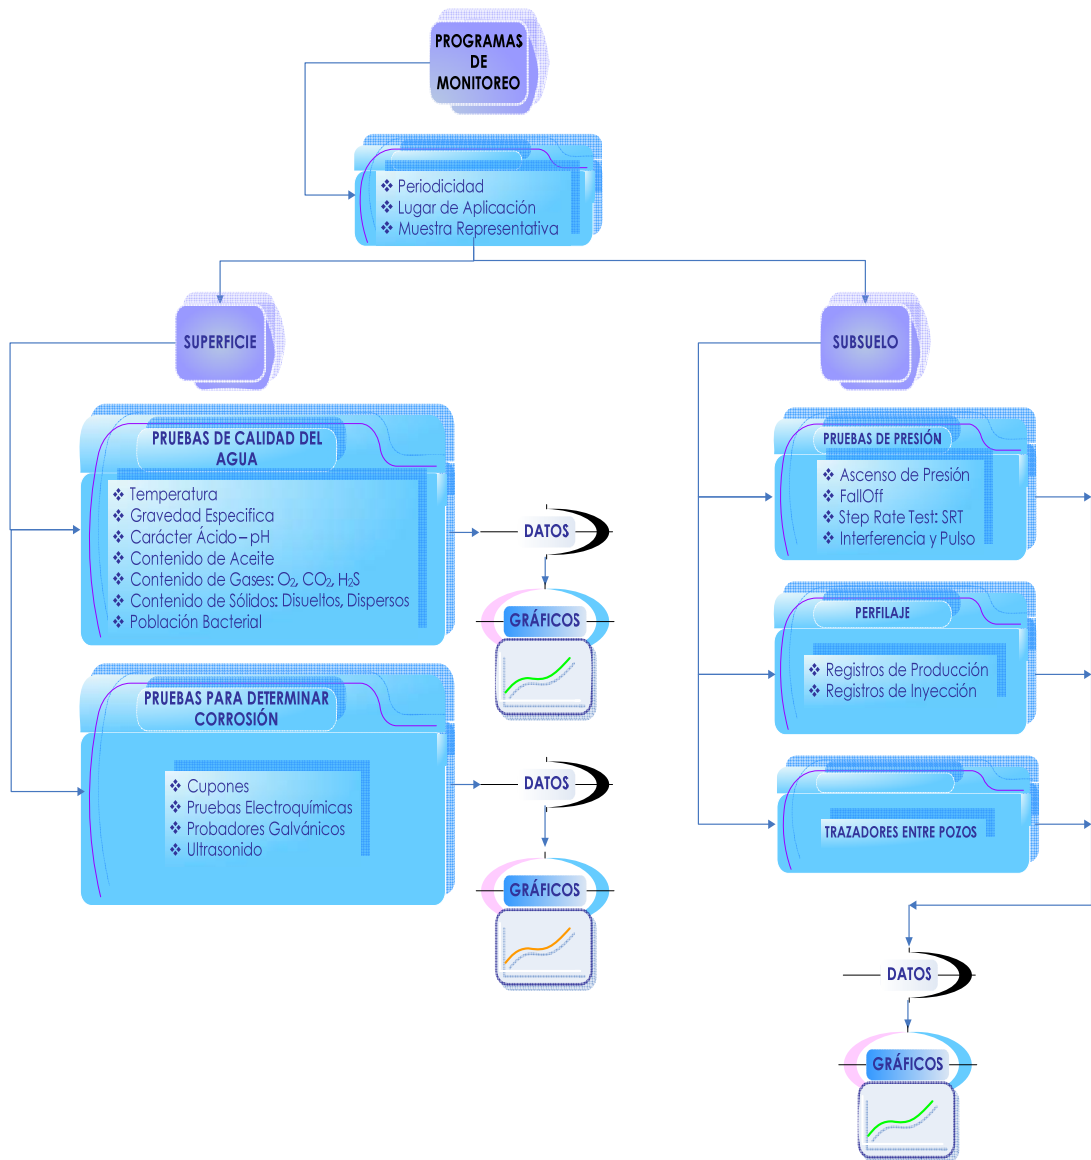 PROGRAMAS
DE
MONITOREO
❖ Periodicidad
❖ Lugar de Aplicación
❖ Muestra Representativa
SUPERFICIE
PRUEBAS DE CALIDAD DEL
AGUA
❖ Temperatura
❖ Gravedad Especifica
❖ Carácter Ácido – pH
❖ Contenido de Aceite
❖ Contenido de Gases: O₂, CO₂, H₂S
❖ Contenido de Sólidos: Disueltos, Dispersos
❖ Población Bacterial
DATOS
GRÁFICOS
PRUEBAS PARA DETERMINAR
CORROSIÓN
❖ Cupones
❖ Pruebas Electroquímicas
❖ Probadores Galvánicos
❖ Ultrasonido
DATOS
GRÁFICOS
SUBSUELO
PRUEBAS DE PRESIÓN
❖ Ascenso de Presión
❖ FallOff
❖ Step Rate Test: SRT
❖ Interferencia y Pulso
PERFILAJE
❖ Registros de Producción
❖ Registros de Inyección
TRAZADORES ENTRE POZOS
DATOS
GRÁFICOS